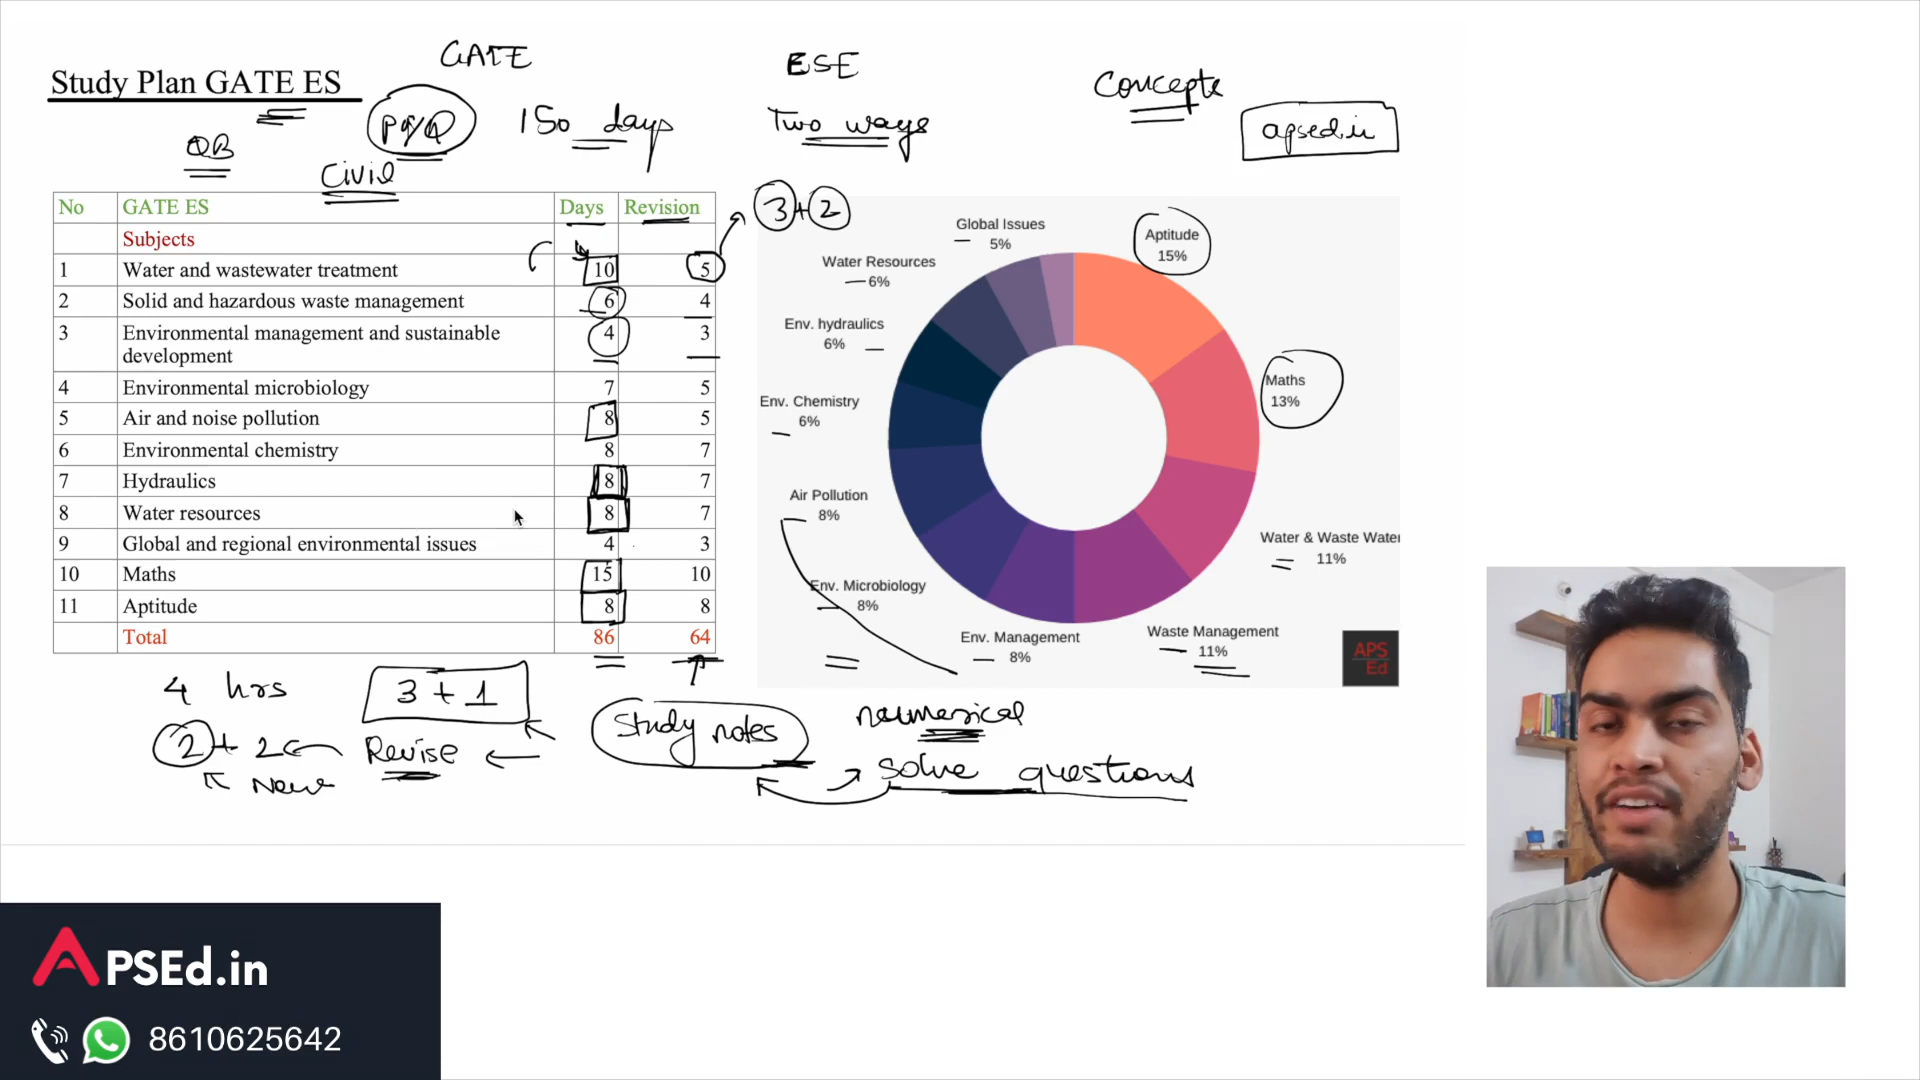 Study Plan GATE ES
GATE
ESE
Concepts
PYQ
150 days
Two ways
apsed.in
QB
Civil
No GATE ES Days Revision
3+2
Subjects
1 Water and wastewater treatment 10 5
2 Solid and hazardous waste management 6 4
3 Environmental management and sustainable development 4 3
4 Environmental microbiology 7 5
5 Air and noise pollution 8 5
6 Environmental chemistry 8 7
7 Hydraulics 8 7
8 Water resources 8 7
9 Global and regional environmental issues 4 3
10 Maths 15 10
11 Aptitude 8 8
Total 86 64
Global Issues
5%
Aptitude
15%
Water Resources
6%
Env. hydraulics
6%
Maths
13%
Env. Chemistry
6%
Air Pollution
8%
Water & Waste Water
11%
Env. Microbiology
8%
Env. Management
8%
Waste Management
11%
APS
Ed
4 hrs
3 + 1
2 + 2
Revise
New
Study notes
numerical
solve questions
APSEd.in
8610625642